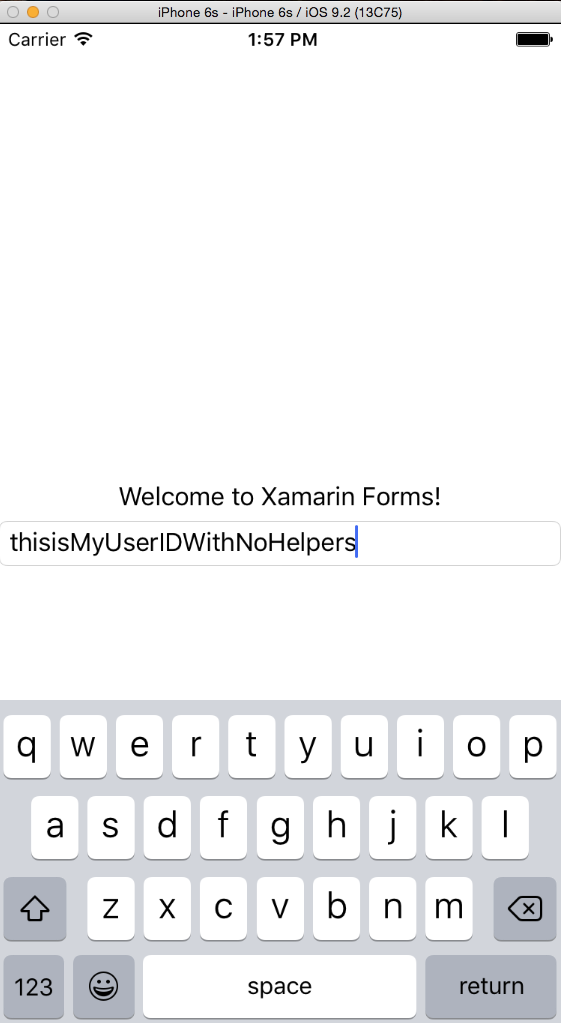 iPhone 6s - iPhone 6s / iOS 9.2 (13C75)
Carrier 1:57 PM
Welcome to Xamarin Forms!
thisisMyUserIDWithNoHelpers
q w e r t y u i o p
a s d f g h j k l
z x c v b n m
123 space return